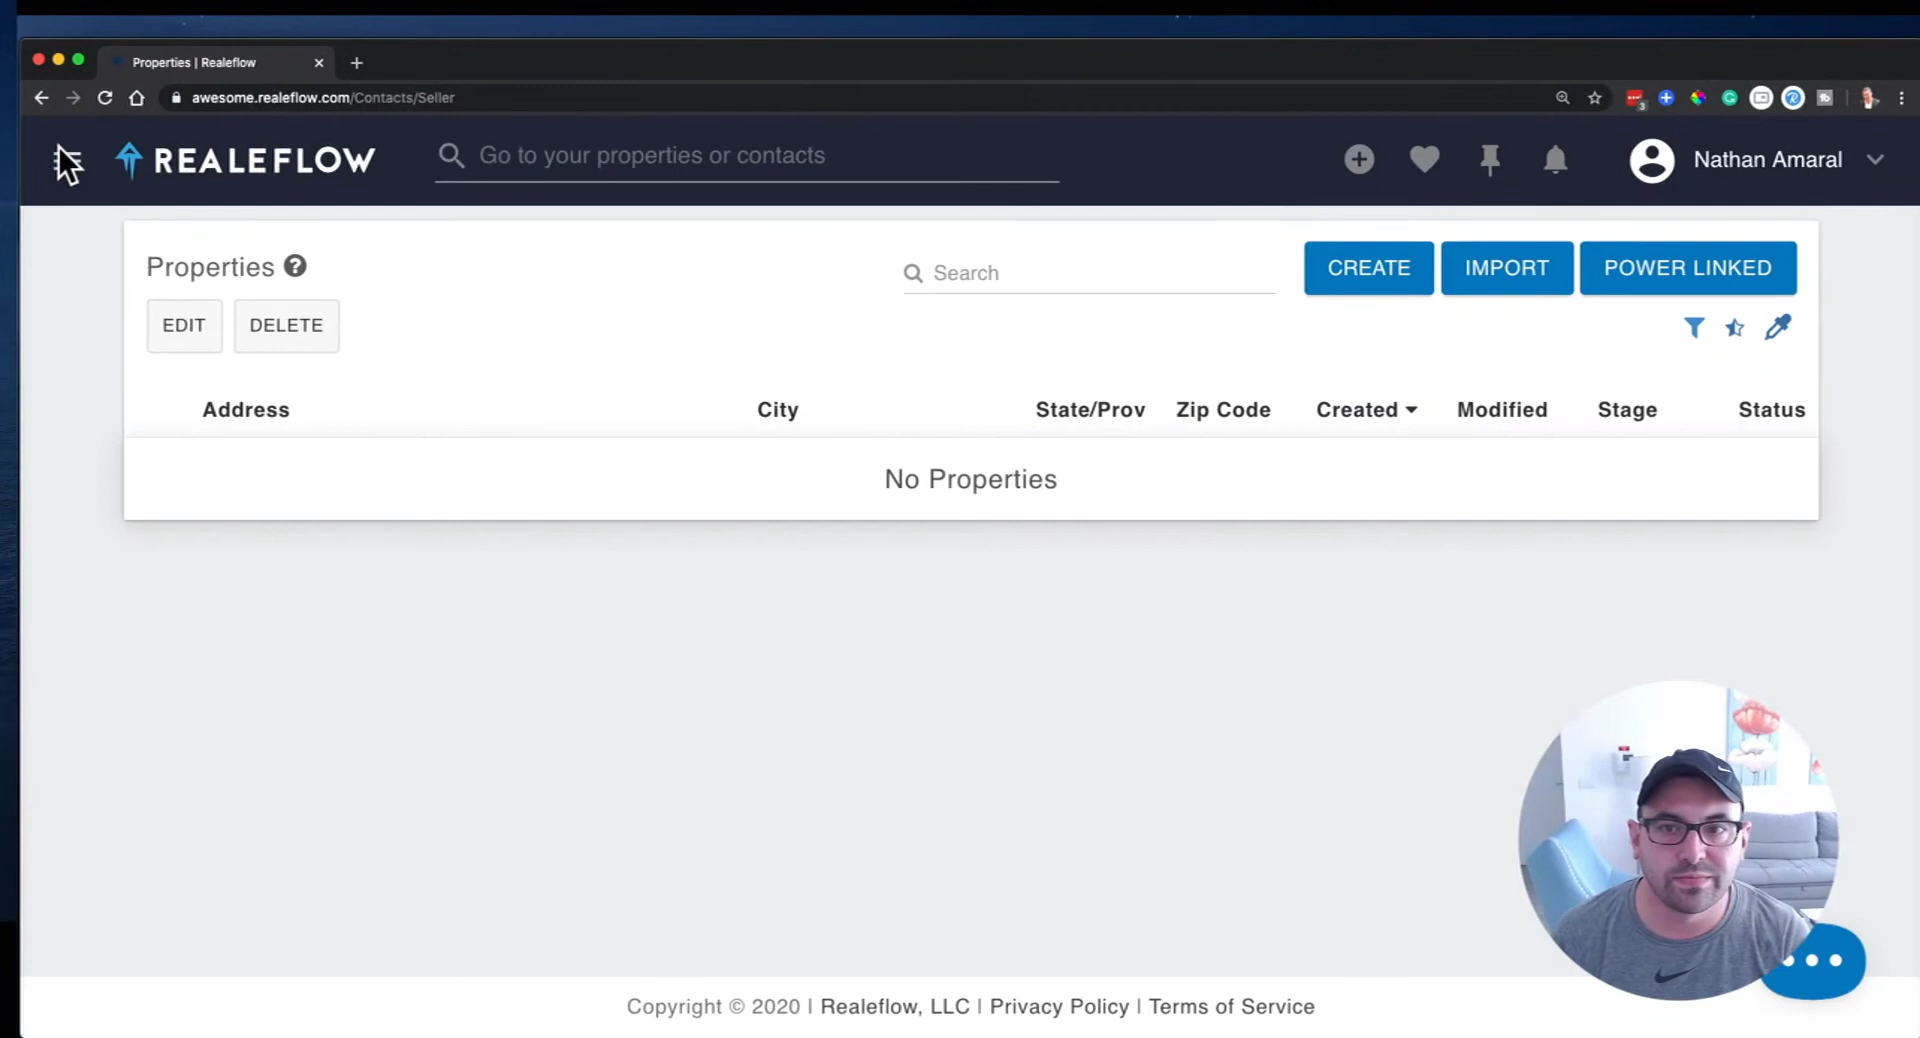 Properties | Realeflow
awesome.realeflow.com/Contacts/Seller
3
REALEFLOW
Go to your properties or contacts
Nathan Amaral
Properties
Search
CREATE
IMPORT
POWER LINKED
EDIT
DELETE
Address City State/Prov Zip Code Created Modified Stage Status
No Properties
Copyright © 2020 | Realeflow, LLC | Privacy Policy | Terms of Service